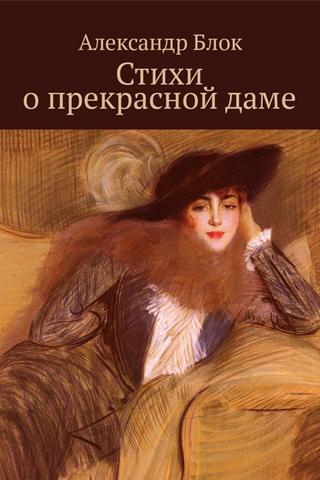 Александр Блок
Стихи
о прекрасной даме